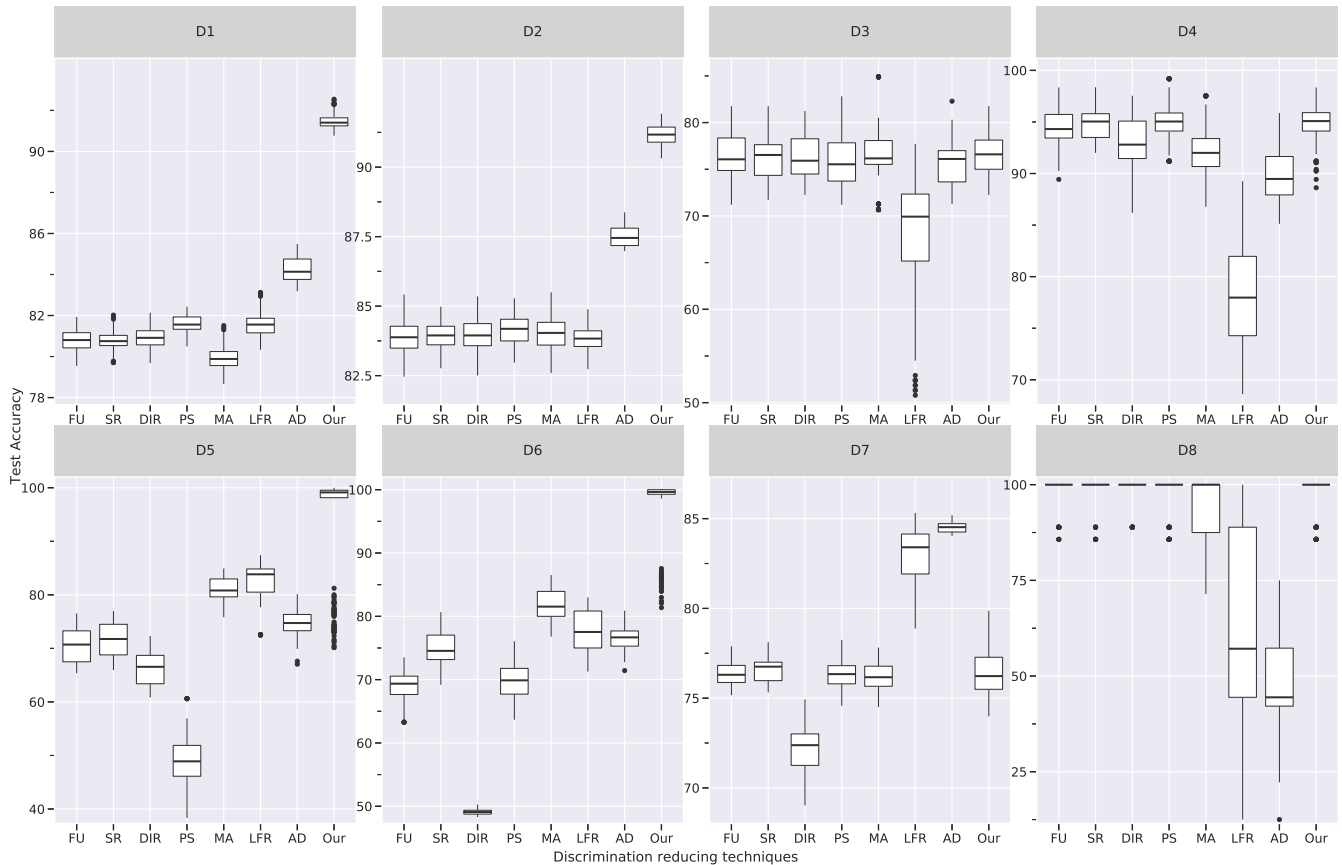 D1 D2 D3 D4
90
86
82
78
90
87.5
85
82.5
80
70
60
50
100
90
80
70
FU SR DIR PS MA LFR AD Our
FU SR DIR PS MA LFR AD Our
FU SR DIR PS MA LFR AD Our
FU SR DIR PS MA LFR AD Our
Test Accuracy
D5 D6 D7 D8
100
80
60
40
100
90
80
70
60
50
85
80
75
70
100
75
50
25
FU SR DIR PS MA LFR AD Our
FU SR DIR PS MA LFR AD Our
FU SR DIR PS MA LFR AD Our
FU SR DIR PS MA LFR AD Our
Discrimination reducing techniques